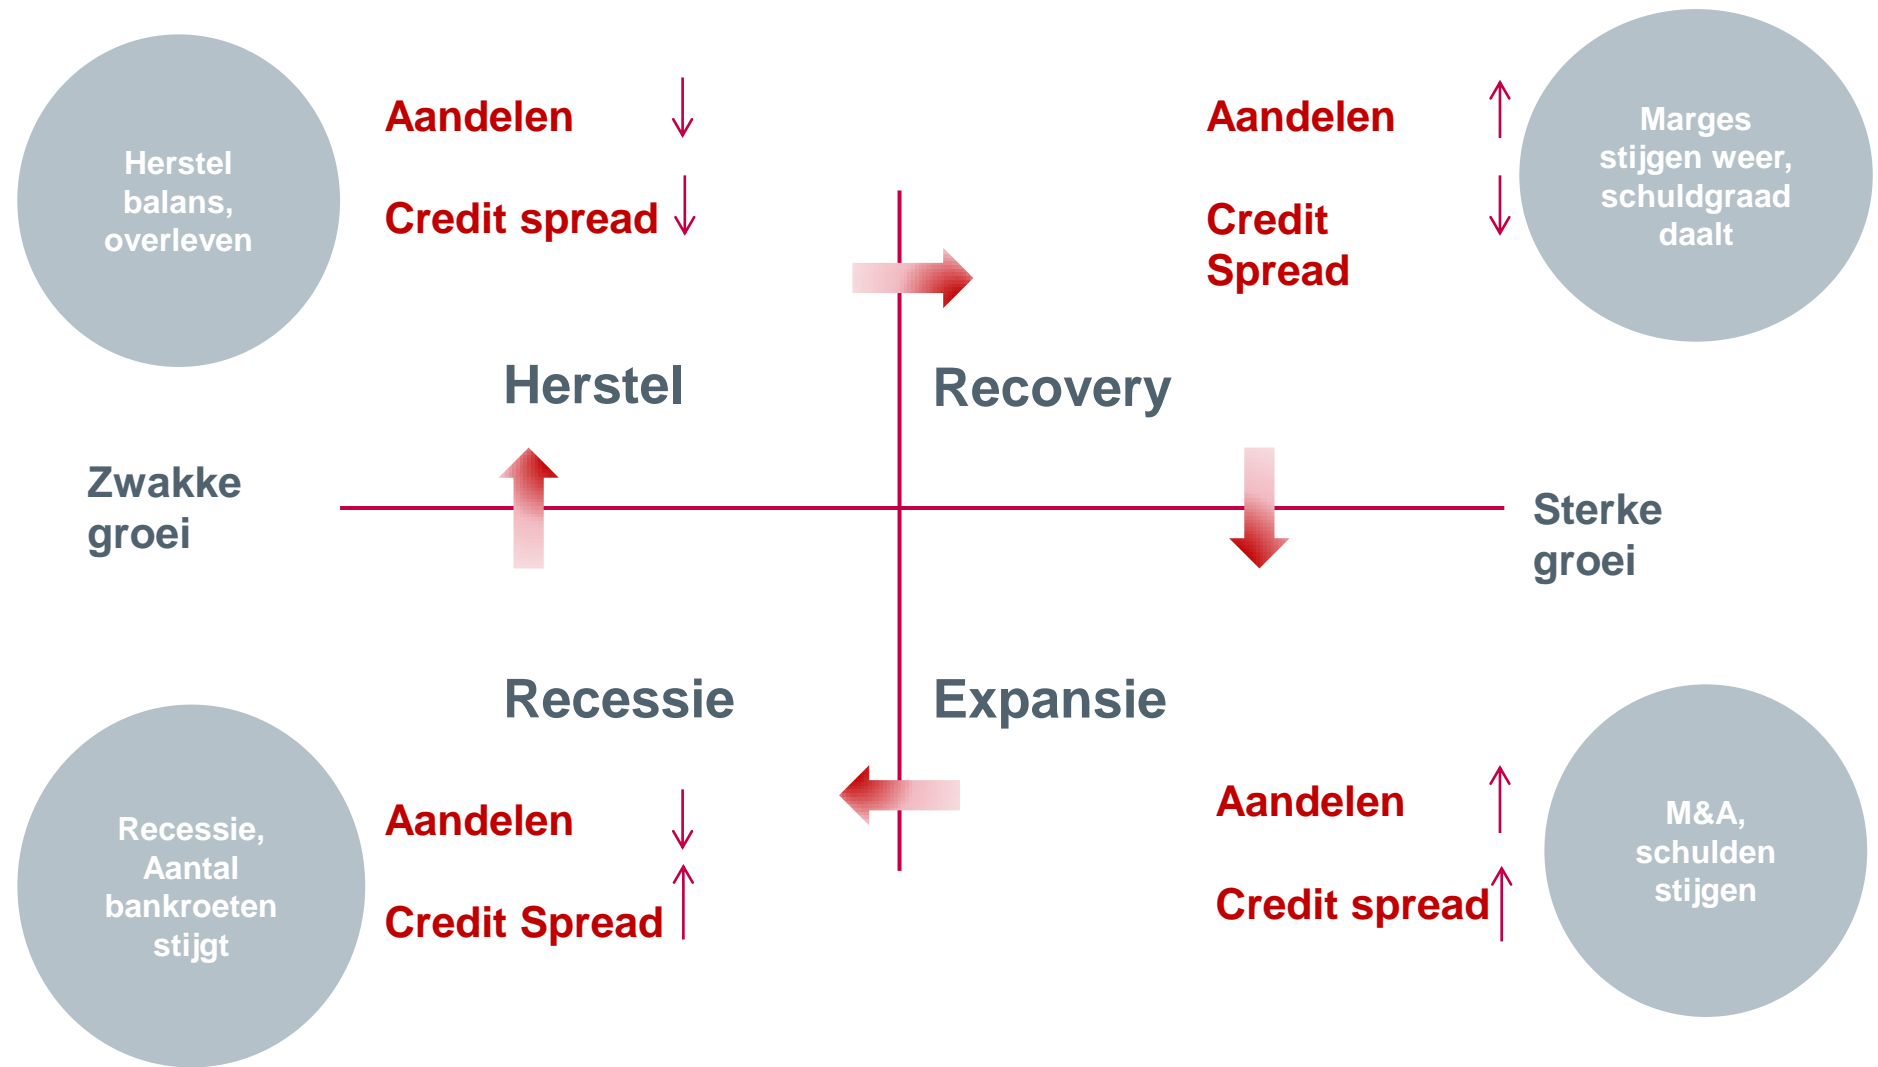 Herstel
balans,
overleven
Aandelen
Credit spread
Aandelen
Credit
Spread
Marges
stijgen weer,
schuldgraad
daalt
Herstel
Recovery
Zwakke
groei
Sterke
groei
Recessie
Expansie
Recessie,
Aantal
bankroeten
stijgt
Aandelen
Credit Spread
Aandelen
Credit spread
M&A,
schulden
stijgen